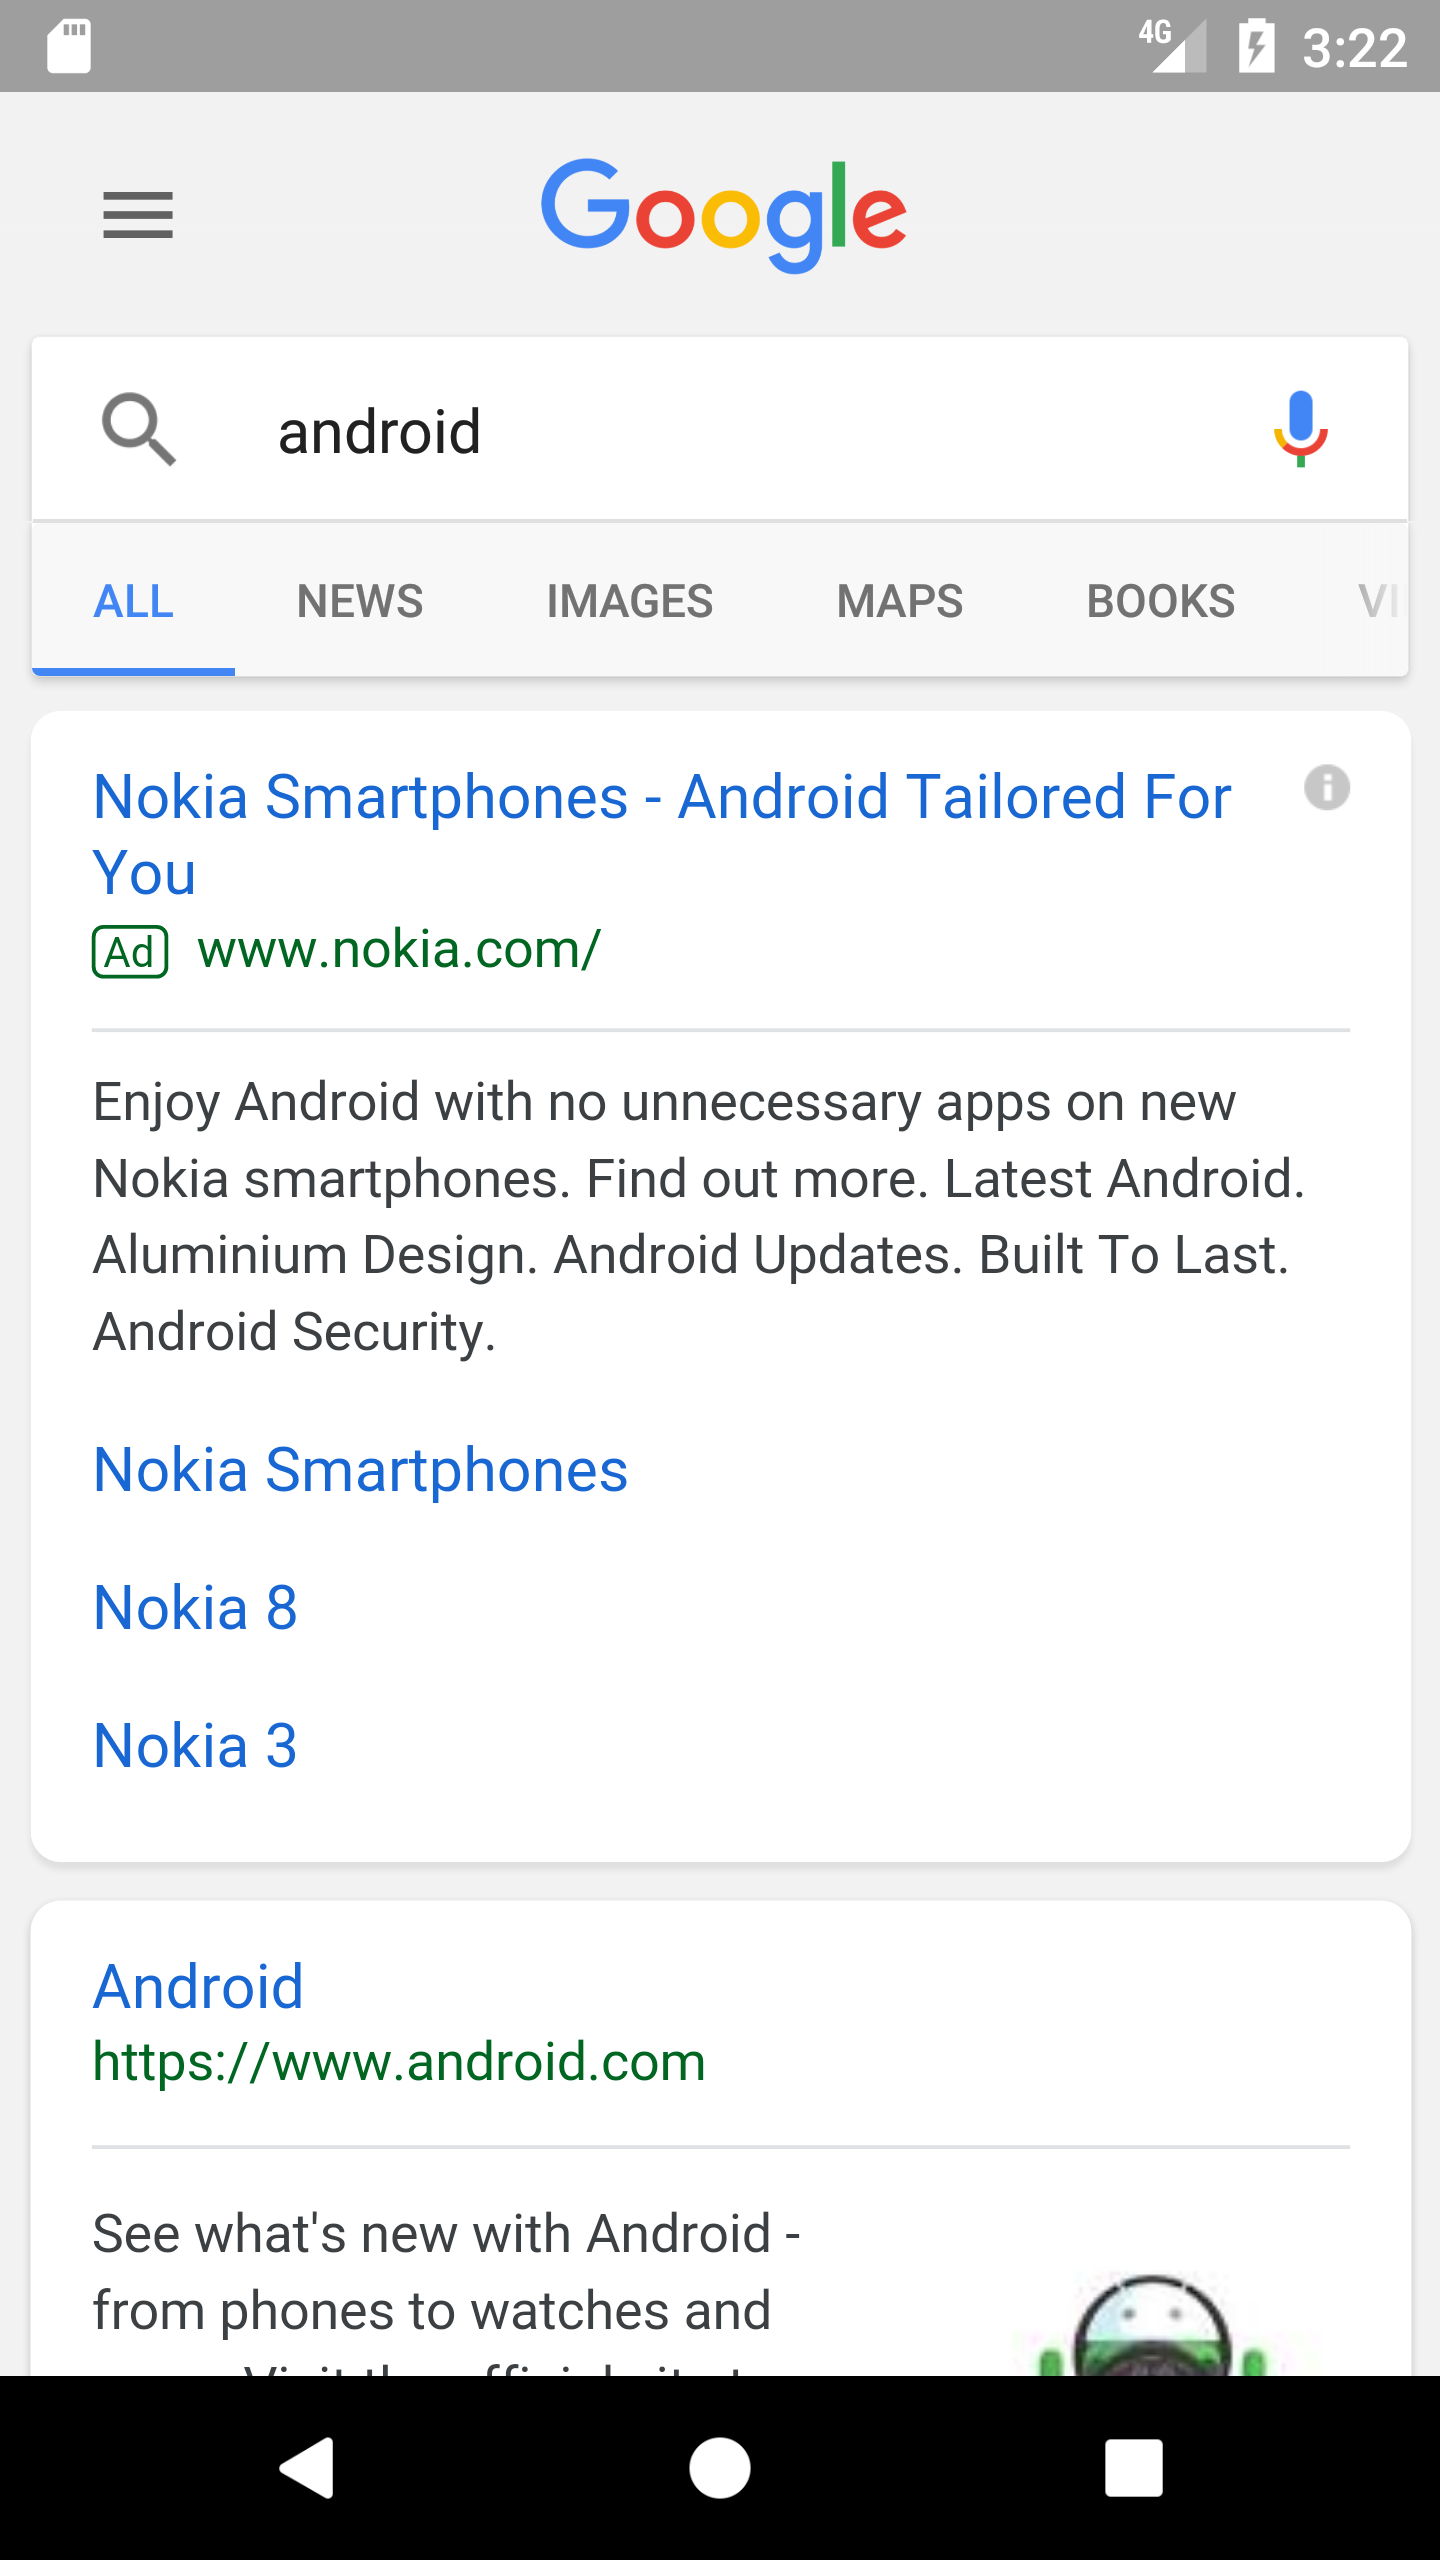 4G 3:22
Google
android
ALL NEWS IMAGES MAPS BOOKS
Nokia Smartphones - Android Tailored For
You
Ad www.nokia.com/
Enjoy Android with no unnecessary apps on new
Nokia smartphones. Find out more. Latest Android.
Aluminium Design. Android Updates. Built To Last.
Android Security.
Nokia Smartphones
Nokia 8
Nokia 3
Android
https://www.android.com
See what's new with Android -
from phones to watches and